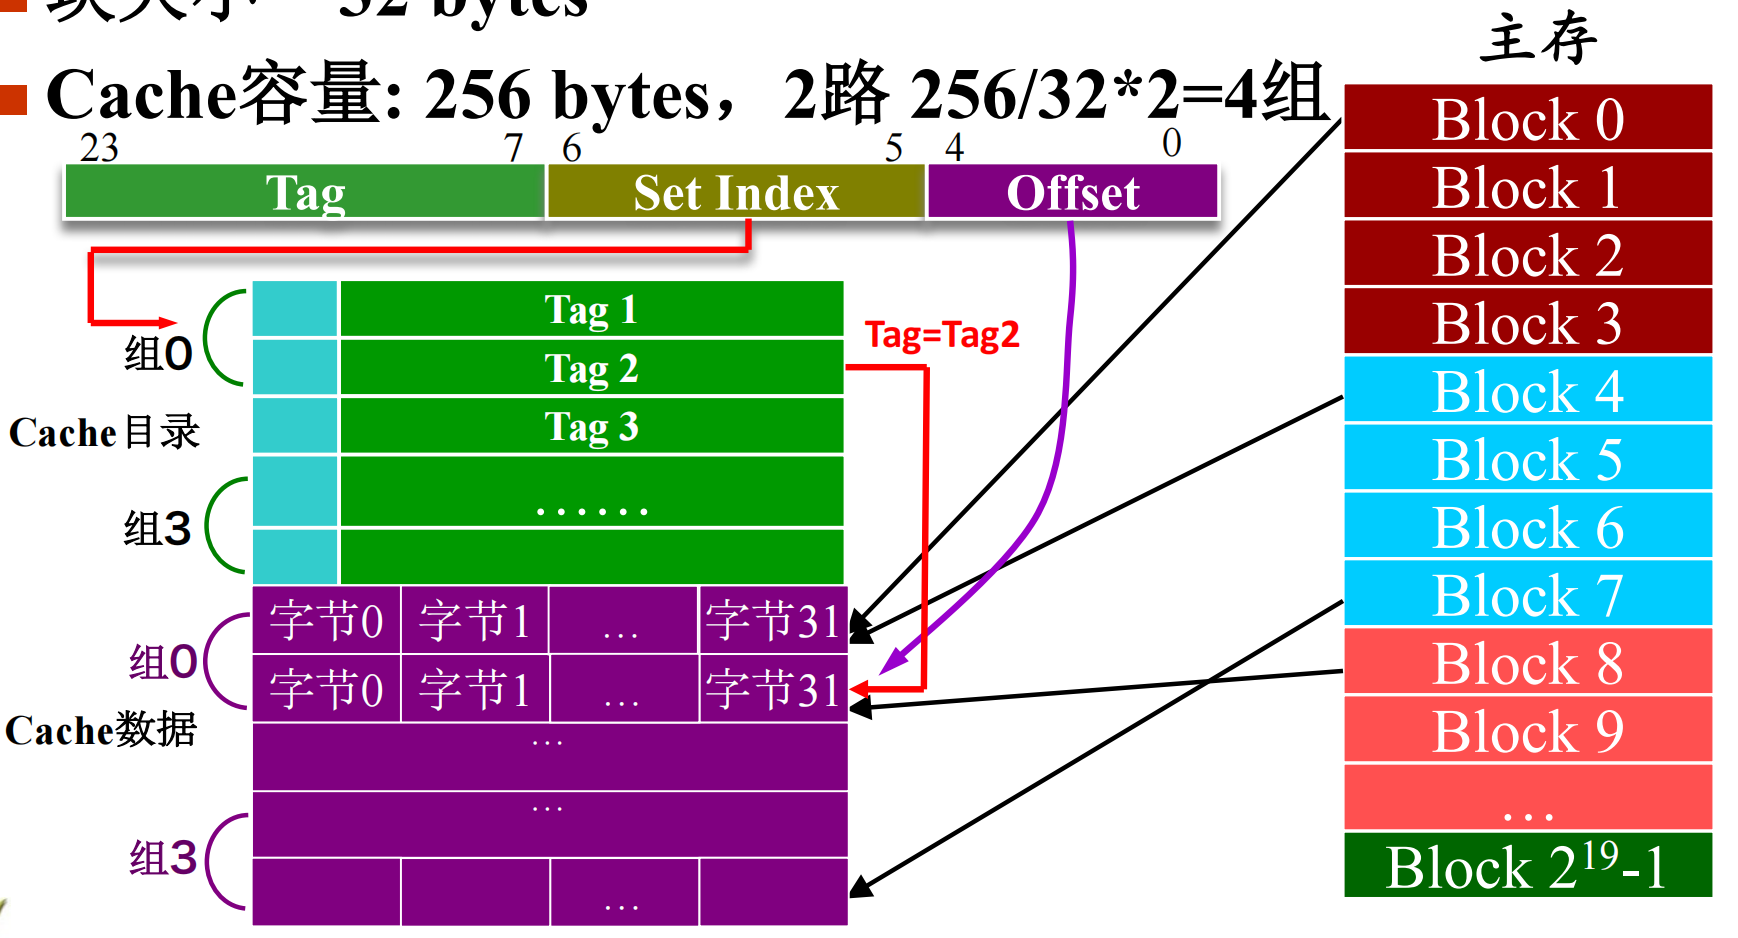 块大小 32 bytes
Cache容量: 256 bytes，2路 256/32*2=4组
23 7 6 5 4 0
Tag Set Index Offset
组0
Cache目录
组3
Tag 1
Tag 2
Tag 3
......
Tag=Tag2
组0
Cache数据
组3
字节0 字节1 ... 字节31
字节0 字节1 ... 字节31
...
...
...
主存
Block 0
Block 1
Block 2
Block 3
Block 4
Block 5
Block 6
Block 7
Block 8
Block 9
...
Block 2¹⁹-1